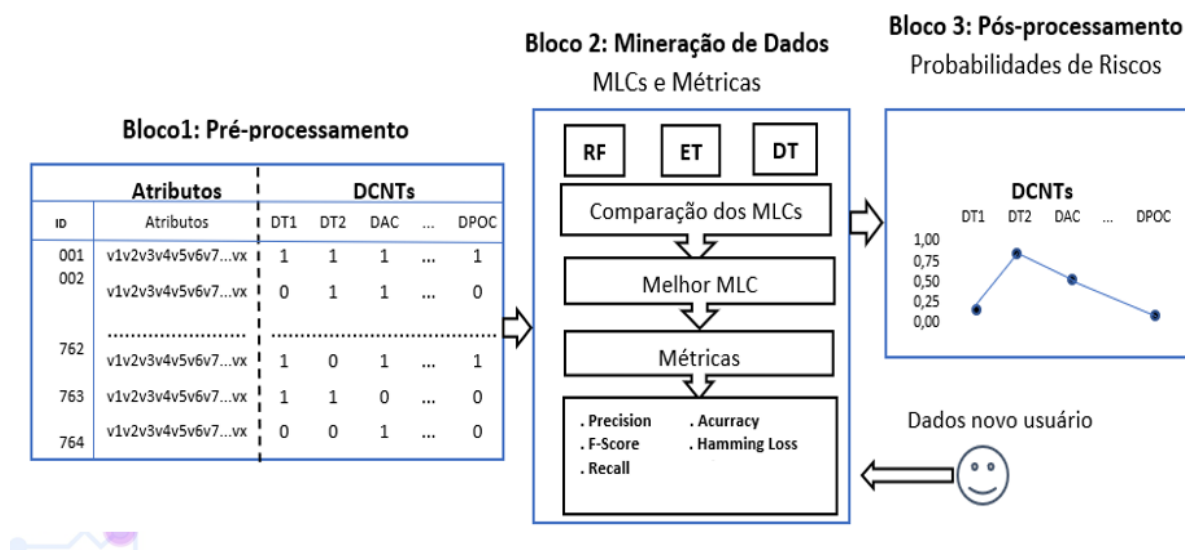 Bloco1: Pré-processamento
Atributos DCNTs
ID Atributos DT1 DT2 DAC ... DPOC
001 v1v2v3v4v5v6v7...vx 1 1 1 ... 1
002 v1v2v3v4v5v6v7...vx 0 1 1 ... 0
762 v1v2v3v4v5v6v7...vx 1 0 1 ... 1
763 v1v2v3v4v5v6v7...vx 1 1 0 ... 0
764 v1v2v3v4v5v6v7...vx 0 0 1 ... 0
Bloco 2: Mineração de Dados
MLCs e Métricas
RF ET DT
Comparação dos MLCs
Melhor MLC
Métricas
. Precision . Acurracy
. F-Score . Hamming Loss
. Recall
Bloco 3: Pós-processamento
Probabilidades de Riscos
DCNTs
DT1 DT2 DAC ... DPOC
1,00
0,75
0,50
0,25
0,00
Dados novo usuário